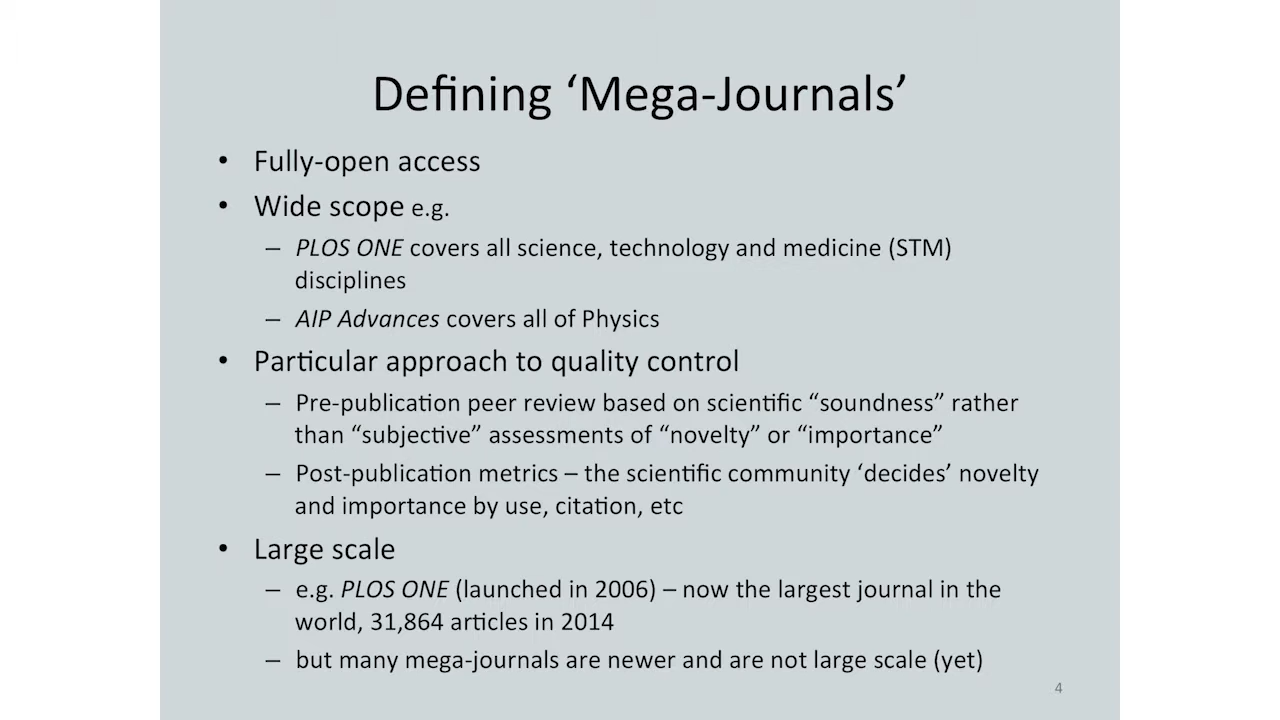 Defining ‘Mega-Journals’
• Fully-open access
• Wide scope e.g.
– PLOS ONE covers all science, technology and medicine (STM)
disciplines
– AIP Advances covers all of Physics
• Particular approach to quality control
– Pre-publication peer review based on scientific “soundness” rather
than “subjective” assessments of “novelty” or “importance”
– Post-publication metrics – the scientific community ‘decides’ novelty
and importance by use, citation, etc
• Large scale
– e.g. PLOS ONE (launched in 2006) – now the largest journal in the
world, 31,864 articles in 2014
– but many mega-journals are newer and are not large scale (yet)
4